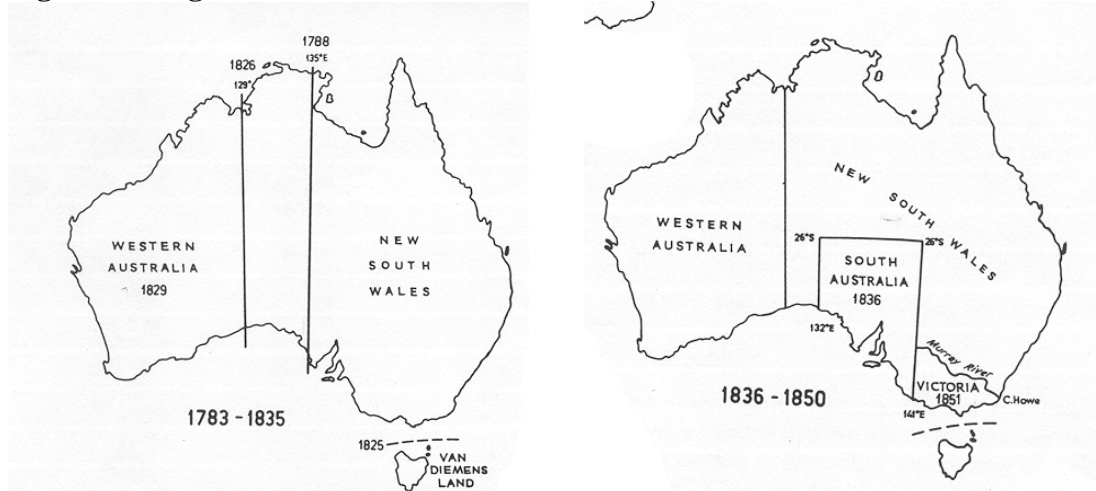 1788
135°E
1826
129°
WESTERN
AUSTRALIA
1829
NEW
SOUTH
WALES
1783 - 1835
1825
VAN
DIEMENS
LAND
NEW SOUTH WALES
WESTERN
AUSTRALIA
26°S
26°S
SOUTH
AUSTRALIA
1836
132°E
Murray River
VICTORIA
1851
C.Howe
141°E
1836 - 1850